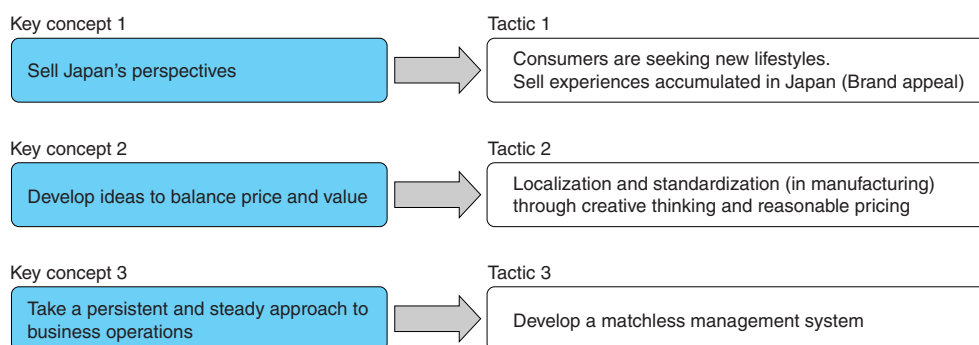 Key concept 1
Tactic 1
Sell Japan's perspectives
Consumers are seeking new lifestyles.
Sell experiences accumulated in Japan (Brand appeal)
Key concept 2
Tactic 2
Develop ideas to balance price and value
Localization and standardization (in manufacturing)
through creative thinking and reasonable pricing
Key concept 3
Tactic 3
Take a persistent and steady approach to
business operations
Develop a matchless management system